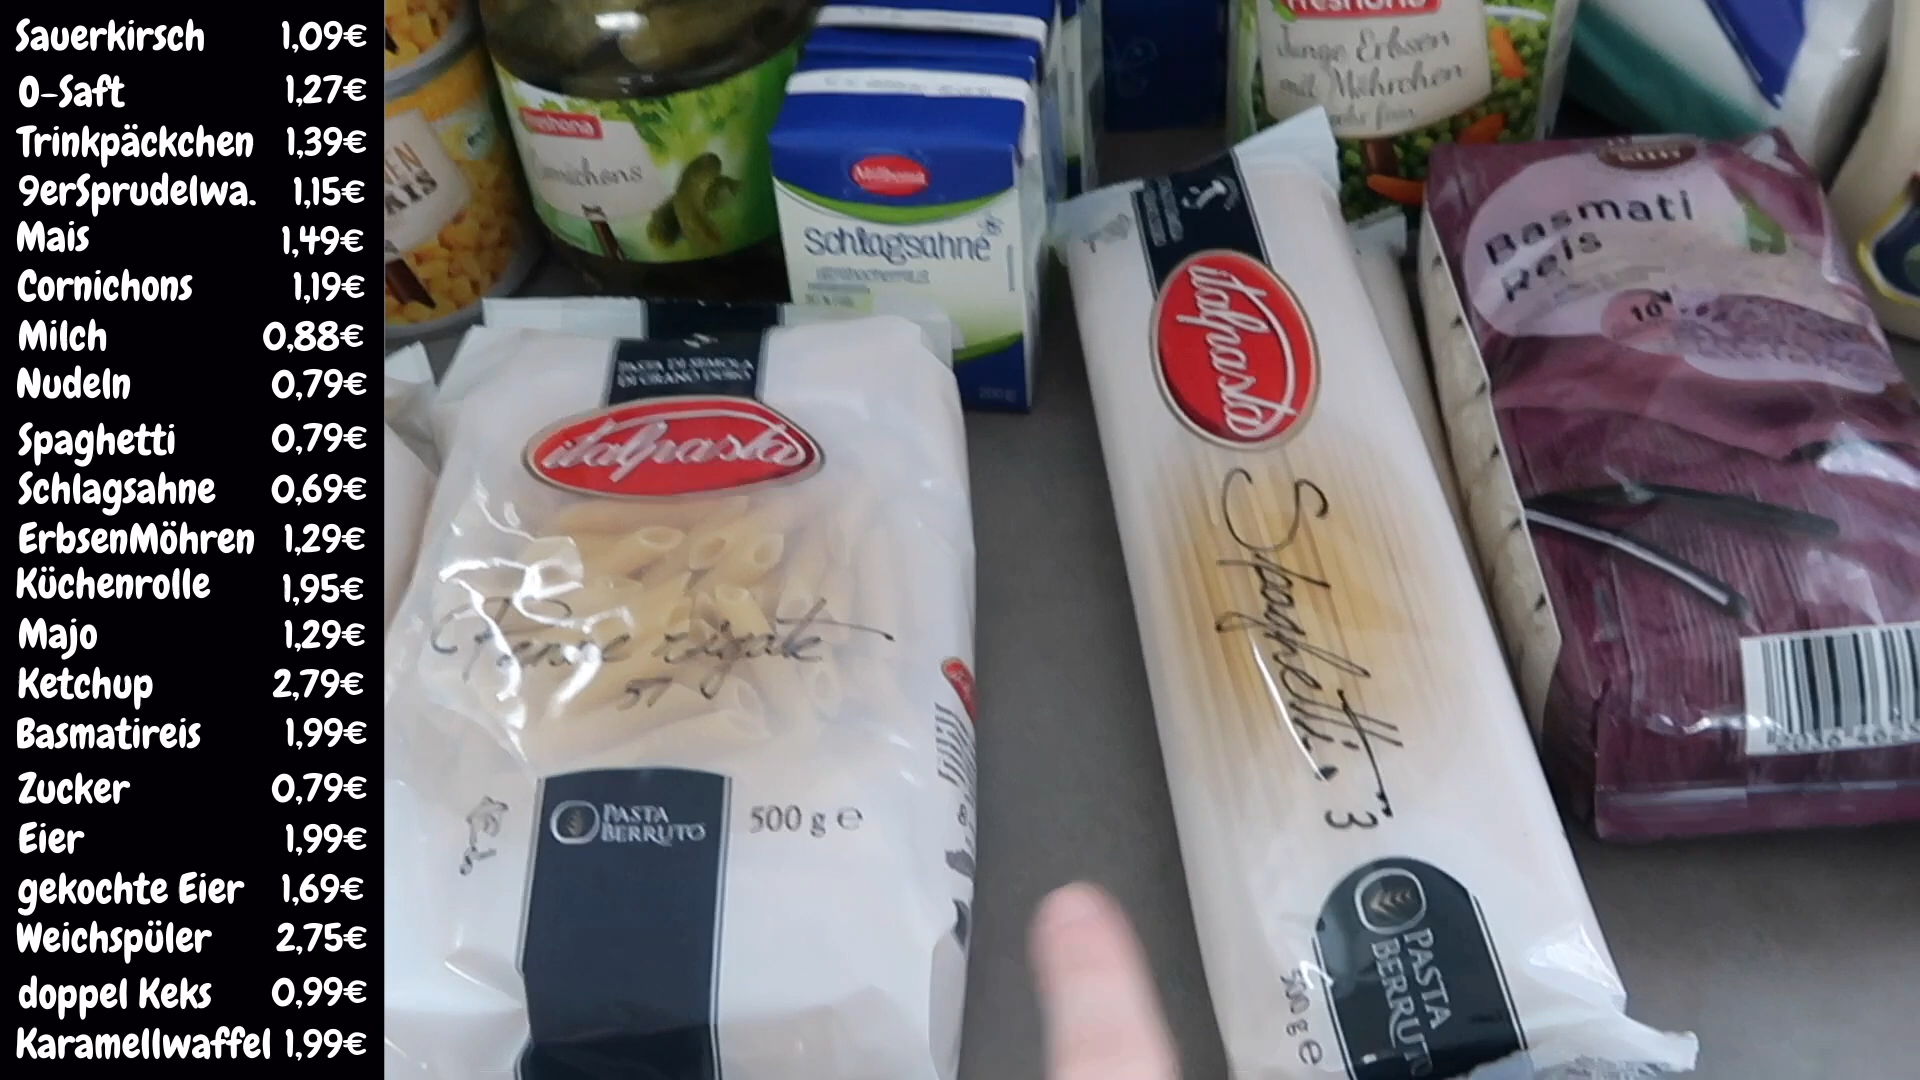 Sauerkirsch 1,09€
O-Saft 1,27€
Trinkpäckchen 1,39€
9erSprudelwa. 1,15€
Mais 1,49€
Cornichons 1,19€
Milch 0,88€
Nudeln 0,79€
Spaghetti 0,79€
Schlagsahne 0,69€
ErbsenMöhren 1,29€
Küchenrolle 1,95€
Majo 1,29€
Ketchup 2,79€
Basmatireis 1,99€
Zucker 0,79€
Eier 1,99€
gekochte Eier 1,69€
Weichspüler 2,75€
doppel Keks 0,99€
Karamellwaffel 1,99€
Freshona
Cornichons
Milbona
Schlagsahne
Freshona
Junge Erbsen
mit Möhrchen
sehr fein
Basmati
Reis
PASTA DI SEMOLA
DI GRANO DURO
italpasta
Penne rigate
51
PASTA
BERRUTO
500 g e
italpasta
Spaghetti 3
PASTA
BERRUTO
500 g e